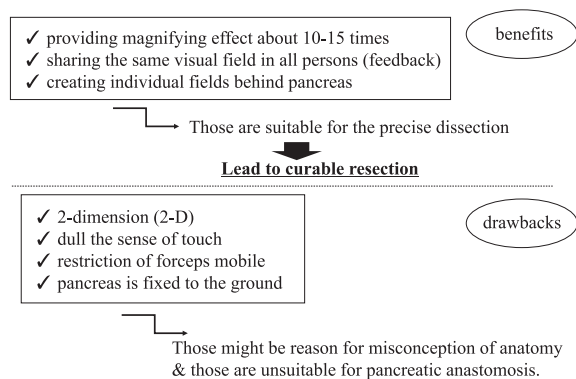 ✓ providing magnifying effect about 10-15 times
✓ sharing the same visual field in all persons (feedback)
✓ creating individual fields behind pancreas
benefits
Those are suitable for the precise dissection
Lead to curable resection
✓ 2-dimension (2-D)
✓ dull the sense of touch
✓ restriction of forceps mobile
✓ pancreas is fixed to the ground
drawbacks
Those might be reason for misconception of anatomy
& those are unsuitable for pancreatic anastomosis.